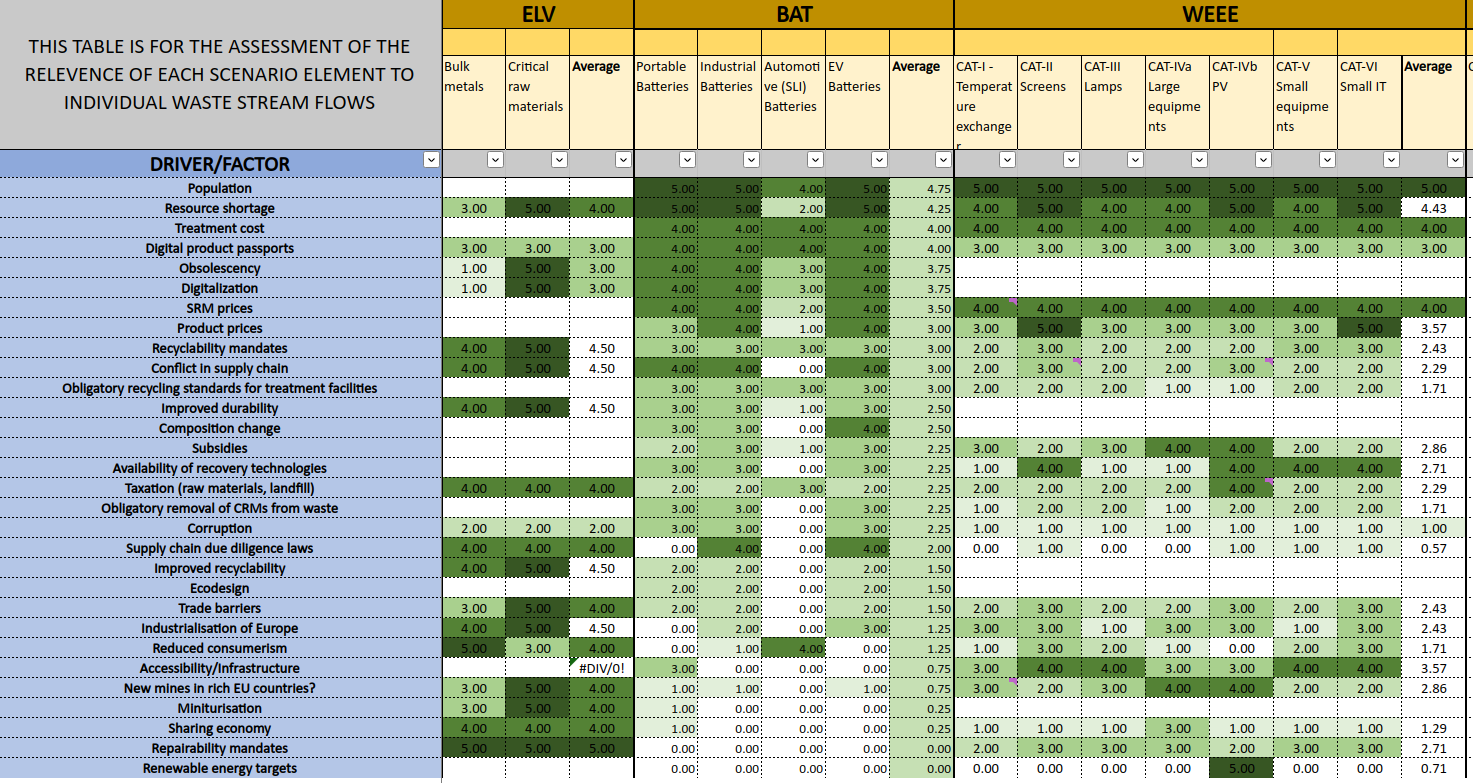 ELV BAT WEEE
THIS TABLE IS FOR THE ASSESSMENT OF THE
RELEVENCE OF EACH SCENARIO ELEMENT TO
INDIVIDUAL WASTE STREAM FLOWS
Bulk metals Critical raw materials Average Portable Batteries Industrial Batteries Automoti ve (SLI) Batteries EV Batteries Average CAT-I - Temperat ure exchange r CAT-II Screens CAT-III Lamps CAT-IVa Large equipme nts CAT-IVb PV CAT-V Small equipme nts CAT-VI Small IT Average
DRIVER/FACTOR
Population 5.00 5.00 4.00 5.00 4.75 5.00 5.00 5.00 5.00 5.00 5.00 5.00 5.00
Resource shortage 3.00 5.00 4.00 5.00 5.00 2.00 5.00 4.25 4.00 5.00 4.00 4.00 5.00 4.00 5.00 4.43
Treatment cost 4.00 4.00 4.00 4.00 4.00 4.00 4.00 4.00 4.00 4.00 4.00 4.00 4.00
Digital product passports 3.00 3.00 3.00 4.00 4.00 4.00 4.00 4.00 3.00 3.00 3.00 3.00 3.00 3.00 3.00 3.00
Obsolescency 1.00 5.00 3.00 4.00 4.00 3.00 4.00 3.75
Digitalization 1.00 5.00 3.00 4.00 4.00 3.00 4.00 3.75
SRM prices 4.00 4.00 2.00 4.00 3.50 4.00 4.00 4.00 4.00 4.00 4.00 4.00 4.00
Product prices 3.00 4.00 1.00 4.00 3.00 3.00 5.00 3.00 3.00 3.00 3.00 5.00 3.57
Recyclability mandates 4.00 5.00 4.50 3.00 3.00 3.00 3.00 3.00 2.00 3.00 2.00 2.00 2.00 3.00 3.00 2.43
Conflict in supply chain 4.00 5.00 4.50 4.00 4.00 0.00 4.00 3.00 2.00 3.00 2.00 2.00 3.00 2.00 2.00 2.29
Obligatory recycling standards for treatment facilities 3.00 3.00 3.00 3.00 3.00 2.00 2.00 2.00 1.00 1.00 2.00 2.00 1.71
Improved durability 4.00 5.00 4.50 3.00 3.00 1.00 3.00 2.50
Composition change 3.00 3.00 0.00 4.00 2.50
Subsidies 2.00 3.00 1.00 3.00 2.25 3.00 2.00 3.00 4.00 4.00 2.00 2.00 2.86
Availability of recovery technologies 3.00 3.00 0.00 3.00 2.25 1.00 4.00 1.00 1.00 4.00 4.00 4.00 2.71
Taxation (raw materials, landfill) 4.00 4.00 4.00 2.00 2.00 3.00 2.00 2.25 2.00 2.00 2.00 2.00 4.00 2.00 2.00 2.29
Obligatory removal of CRMs from waste 3.00 3.00 0.00 3.00 2.25 1.00 2.00 1.00 2.00 2.00 2.00 2.00 1.71
Corruption 2.00 2.00 2.00 3.00 3.00 0.00 3.00 2.25 1.00 1.00 1.00 1.00 1.00 1.00 1.00 1.00
Supply chain due diligence laws 4.00 4.00 4.00 0.00 4.00 0.00 4.00 2.00 0.00 1.00 0.00 0.00 1.00 1.00 1.00 0.57
Improved recyclability 4.00 5.00 4.50 2.00 2.00 0.00 2.00 1.50
Ecodesign 2.00 2.00 0.00 2.00 1.50
Trade barriers 3.00 5.00 4.00 2.00 2.00 0.00 2.00 1.50 2.00 3.00 2.00 2.00 3.00 2.00 3.00 2.43
Industrialisation of Europe 4.00 5.00 4.50 0.00 2.00 0.00 3.00 1.25 3.00 3.00 1.00 3.00 3.00 1.00 3.00 2.43
Reduced consumerism 5.00 3.00 4.00 0.00 1.00 4.00 0.00 1.25 1.00 3.00 2.00 1.00 0.00 2.00 3.00 1.71
Accessibility/Infrastructure #DIV/0! 3.00 0.00 0.00 0.00 0.75 3.00 4.00 4.00 3.00 3.00 4.00 4.00 3.57
New mines in rich EU countries? 3.00 5.00 4.00 1.00 1.00 0.00 1.00 0.75 3.00 2.00 3.00 4.00 4.00 2.00 2.00 2.86
Miniturisation 3.00 5.00 4.00 1.00 0.00 0.00 0.00 0.25
Sharing economy 4.00 4.00 4.00 1.00 0.00 0.00 0.00 0.25 1.00 1.00 1.00 3.00 1.00 1.00 1.00 1.29
Repairability mandates 5.00 5.00 5.00 0.00 0.00 0.00 0.00 0.00 2.00 3.00 3.00 3.00 2.00 3.00 3.00 2.71
Renewable energy targets 0.00 0.00 0.00 0.00 0.00 0.00 0.00 0.00 0.00 5.00 0.00 0.00 0.71